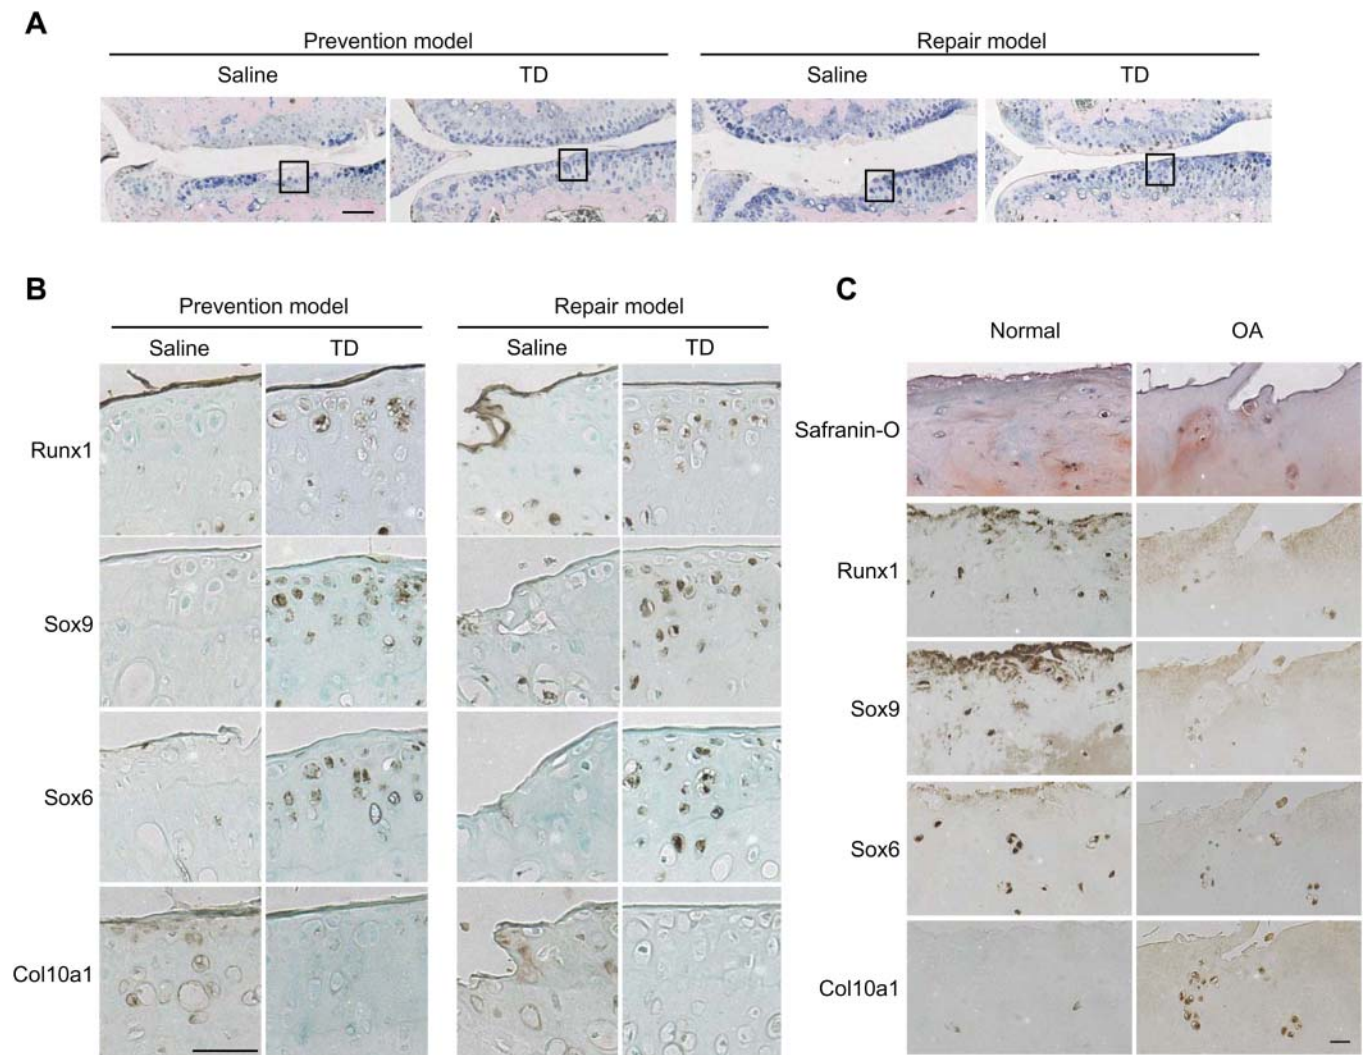 A
Prevention model
Repair model
Saline
TD
Saline
TD
B
Prevention model
Repair model
Saline
TD
Saline
TD
Runx1
Sox9
Sox6
Col10a1
C
Normal
OA
Safranin-O
Runx1
Sox9
Sox6
Col10a1